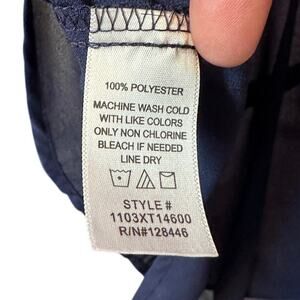 100% POLYESTER
MACHINE WASH COLD
WITH LIKE COLORS
ONLY NON CHLORINE
BLEACH IF NEEDED
LINE DRY
STYLE#
1103XT14600
R/N#128446